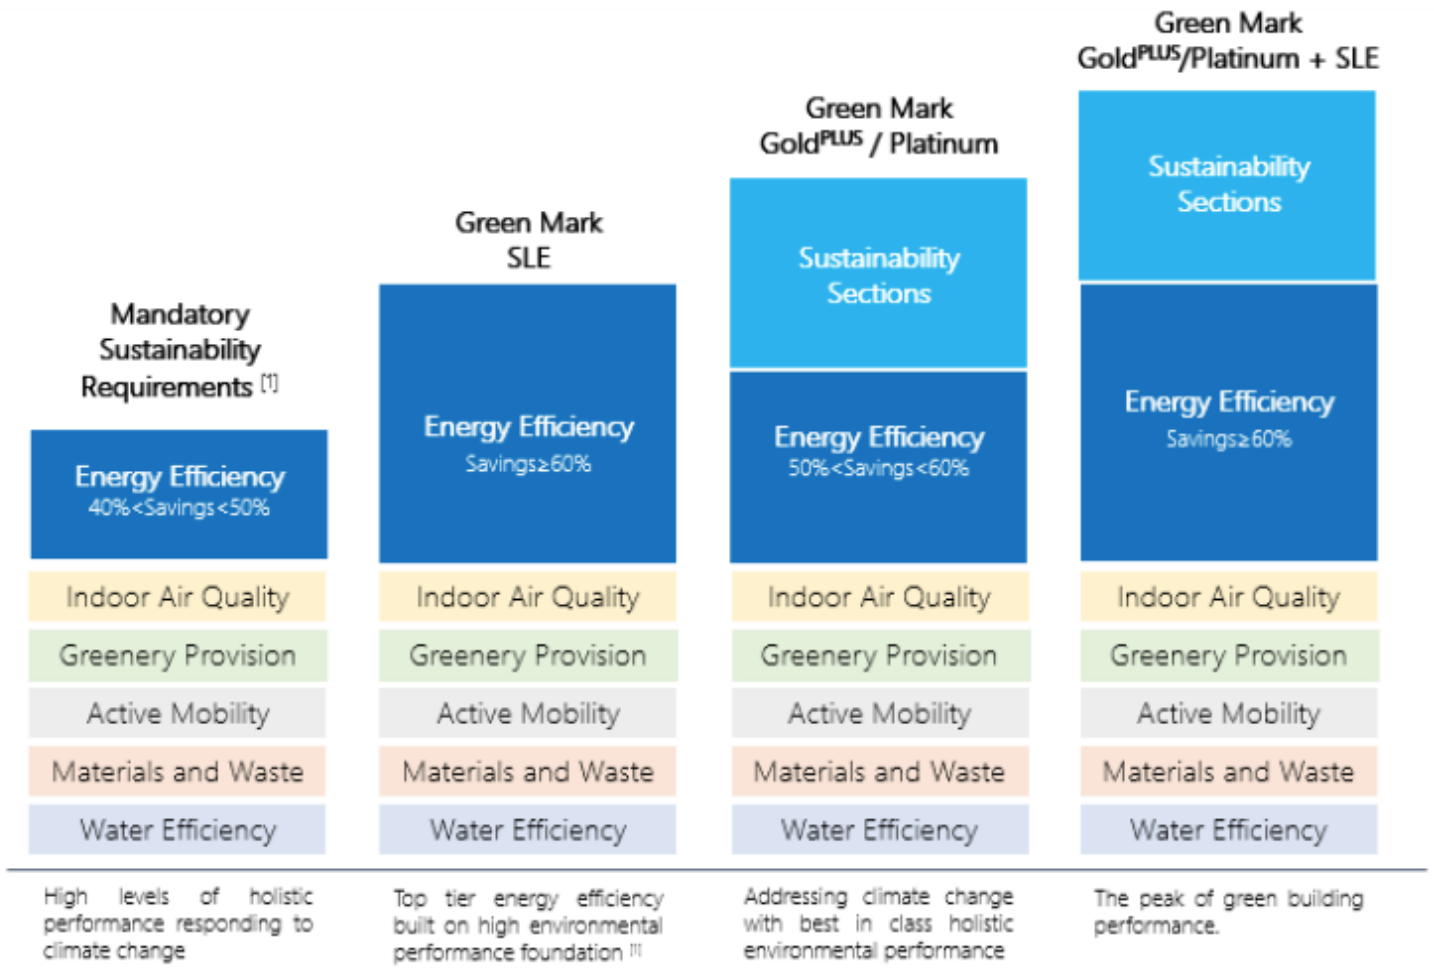 Mandatory
Sustainability
Requirements [1]
Energy Efficiency
40%<Savings<50%
Indoor Air Quality
Greenery Provision
Active Mobility
Materials and Waste
Water Efficiency
High levels of holistic
performance responding to
climate change
Green Mark
SLE
Energy Efficiency
Savings≥60%
Indoor Air Quality
Greenery Provision
Active Mobility
Materials and Waste
Water Efficiency
Top tier energy efficiency
built on high environmental
performance foundation [1]
Green Mark
GoldPLUS / Platinum
Sustainability
Sections
Energy Efficiency
50%<Savings<60%
Indoor Air Quality
Greenery Provision
Active Mobility
Materials and Waste
Water Efficiency
Addressing climate change
with best in class holistic
environmental performance
Green Mark
GoldPLUS/Platinum + SLE
Sustainability
Sections
Energy Efficiency
Savings≥60%
Indoor Air Quality
Greenery Provision
Active Mobility
Materials and Waste
Water Efficiency
The peak of green building
performance.